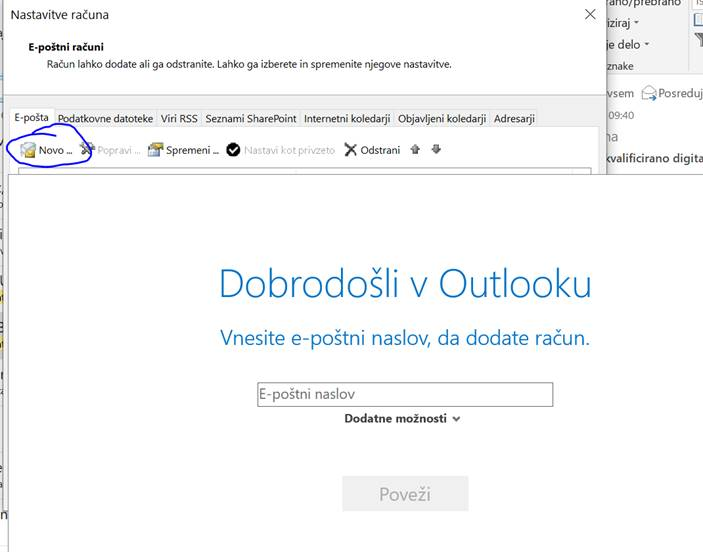 Nastavitve računa
E-poštni računi
Račun lahko dodate ali ga odstranite. Lahko ga izberete in spremenite njegove nastavitve.
E-pošta Podatkovne datoteke Viri RSS Seznami SharePoint Internetni koledarji Objavljeni koledarji Adresarji
Novo ... Popravi ... Spremeni ... Nastavi kot privzeto Odstrani
Dobrodošli v Outlooku
Vnesite e-poštni naslov, da dodate račun.
E-poštni naslov
Dodatne možnosti
Poveži
rano/prebrano
iziraj
je delo
znake
vsem Posreduj
09:40
na
kvalificirano digita